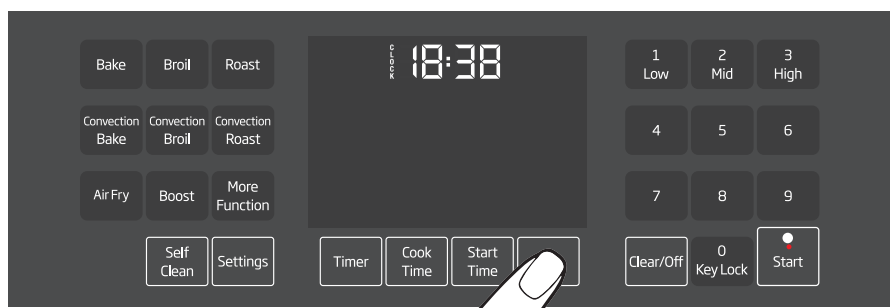 Bake
Broil
Roast
CLOCK
18:38
1
Low
2
Mid
3
High
Convection
Bake
Convection
Broil
Convection
Roast
4
5
6
Air Fry
Boost
More
Function
7
8
9
Self
Clean
Settings
Timer
Cook
Time
Start
Time
Clear/Off
0
Key Lock
Start